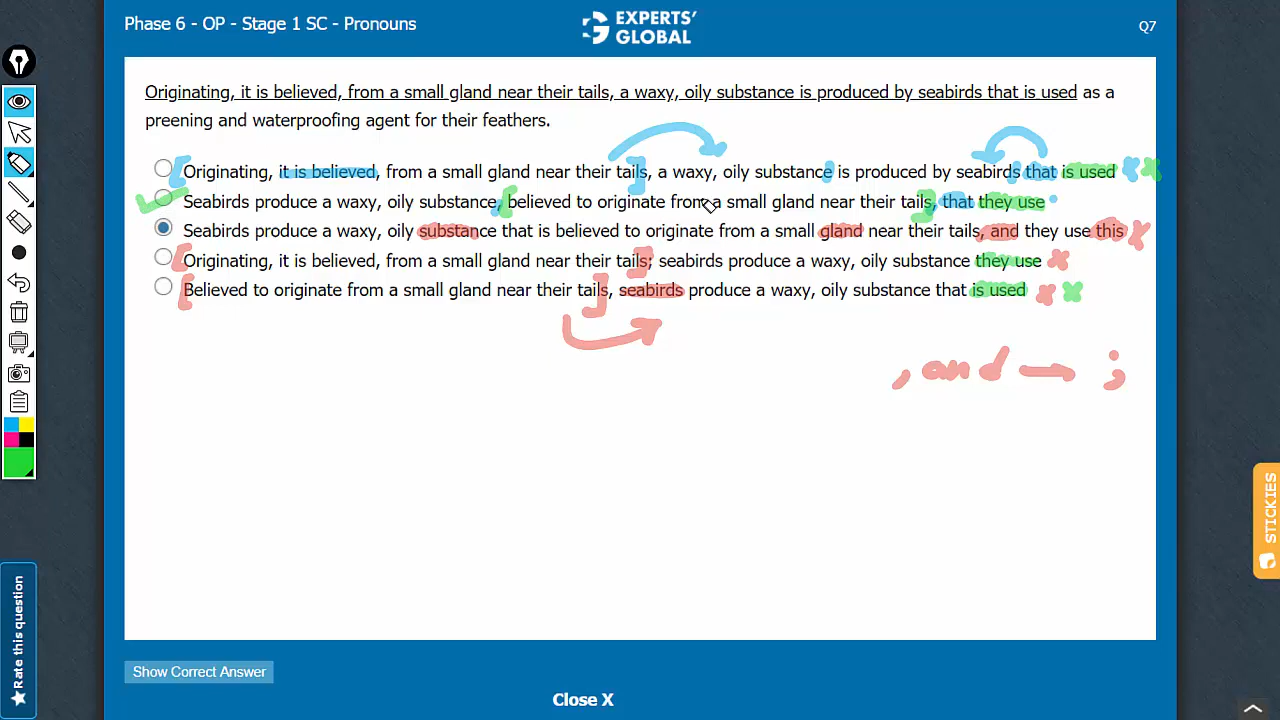 Phase 6 - OP - Stage 1 SC - Pronouns
EXPERTS'
GLOBAL
Q7
Originating, it is believed, from a small gland near their tails, a waxy, oily substance is produced by seabirds that is used as a
preening and waterproofing agent for their feathers.
Originating, it is believed, from a small gland near their tails, a waxy, oily substance is produced by seabirds that is used
Seabirds produce a waxy, oily substance, believed to originate from a small gland near their tails, that they use
Seabirds produce a waxy, oily substance that is believed to originate from a small gland near their tails, and they use this
Originating, it is believed, from a small gland near their tails; seabirds produce a waxy, oily substance they use
Believed to originate from a small gland near their tails, seabirds produce a waxy, oily substance that is used
, and → ;
Show Correct Answer
Close X
STICKIES
Rate this question